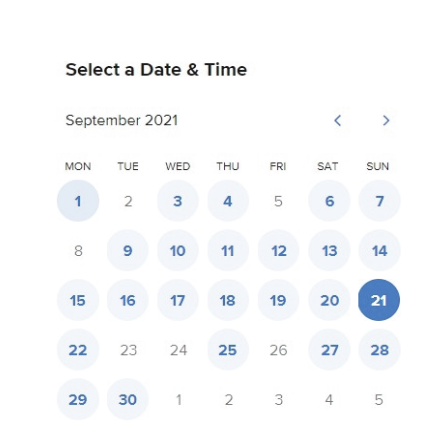 Select a Date & Time
September 2021
MON TUE WED THU FRI SAT SUN
1 2 3 4 5 6 7
8 9 10 11 12 13 14
15 16 17 18 19 20 21
22 23 24 25 26 27 28
29 30 1 2 3 4 5